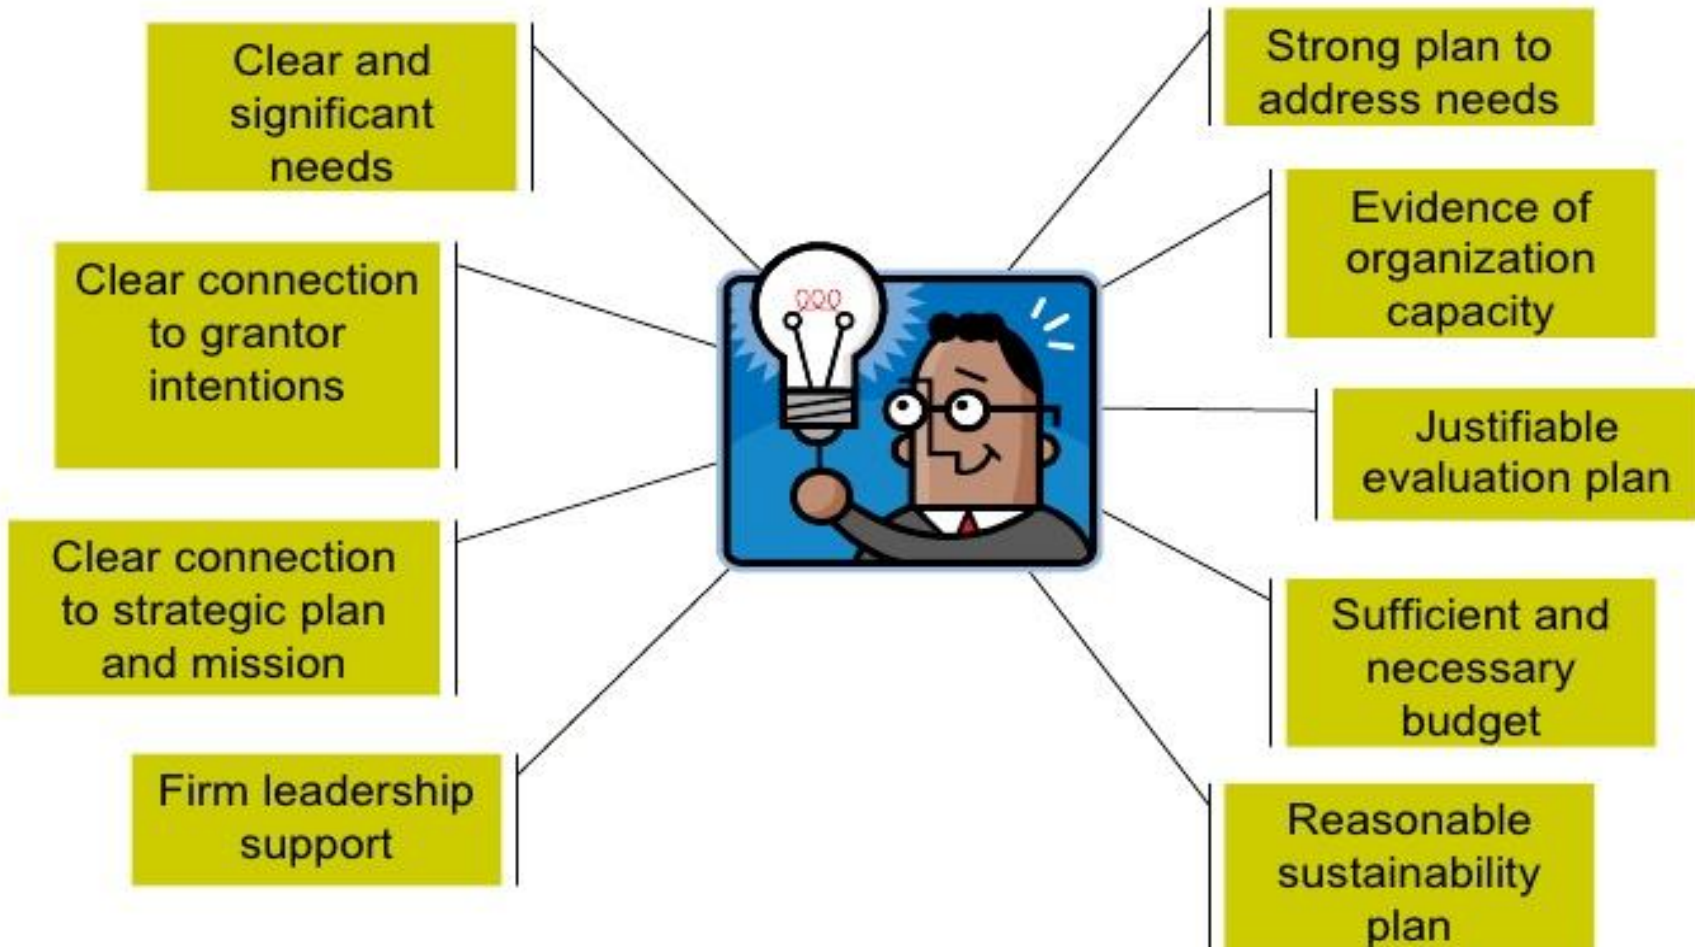 Clear and
significant
needs
Clear connection
to grantor
intentions
Clear connection
to strategic plan
and mission
Firm leadership
support
Strong plan to
address needs
Evidence of
organization
capacity
Justifiable
evaluation plan
Sufficient and
necessary
budget
Reasonable
sustainability
plan